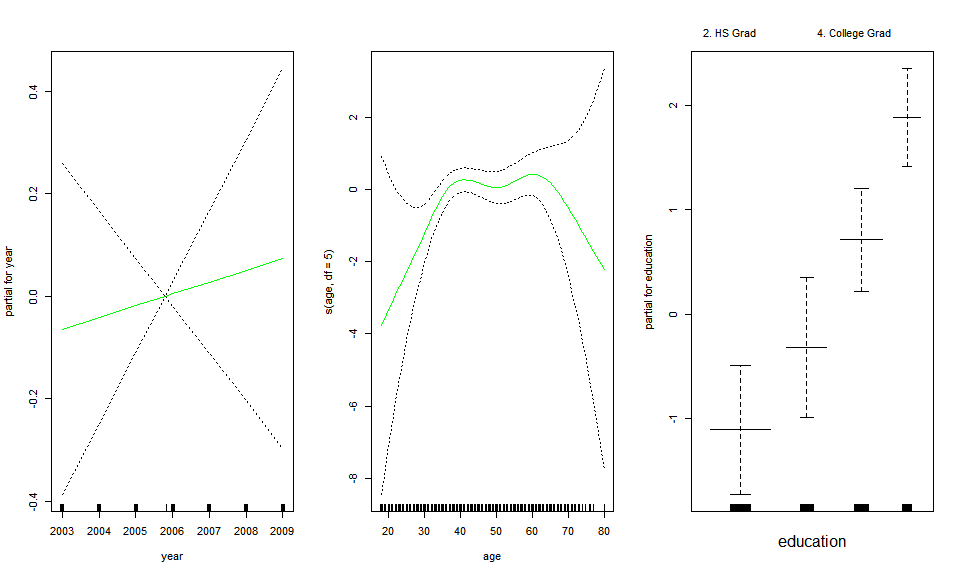 2. HS Grad
4. College Grad
partial for year
0.4
0.2
0.0
-0.2
-0.4
2003 2004 2005 2006 2007 2008 2009
year
s(age, df = 5)
2
0
-2
-4
-6
-8
20 30 40 50 60 70 80
age
partial for education
2
1
0
-1
education